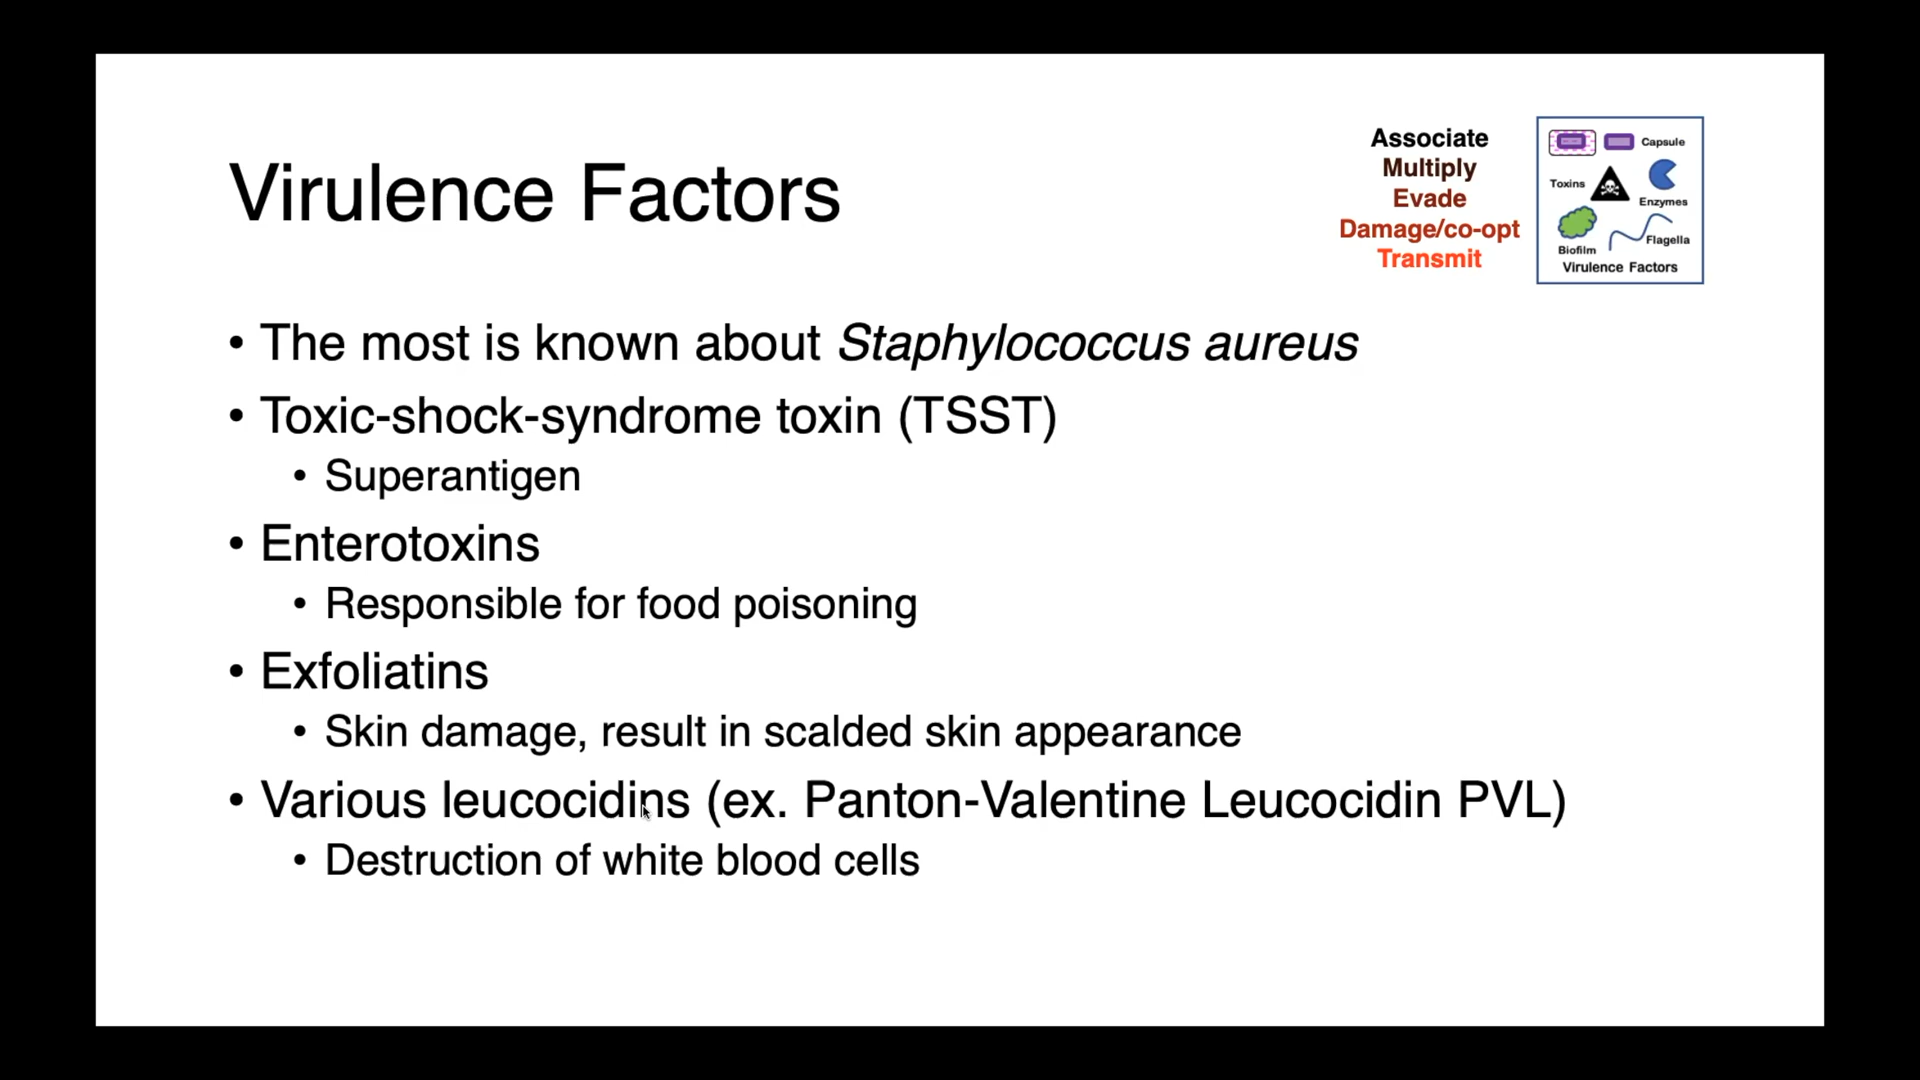 Virulence Factors
Associate
Multiply
Evade
Damage/co-opt
Transmit
Capsule
Toxins
Enzymes
Biofilm
Flagella
Virulence Factors
• The most is known about Staphylococcus aureus
• Toxic-shock-syndrome toxin (TSST)
• Superantigen
• Enterotoxins
• Responsible for food poisoning
• Exfoliatins
• Skin damage, result in scalded skin appearance
• Various leucocidins (ex. Panton-Valentine Leucocidin PVL)
• Destruction of white blood cells